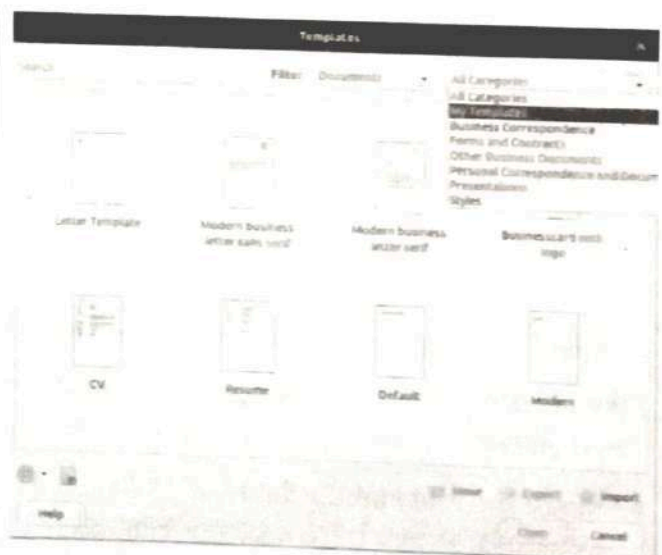 Templates
Search
Filter
Documents
All Categories
All Categories
My Templates
Business Correspondence
Forms and Contracts
Other Business Documents
Personal Correspondence and Docum
Presentations
Styles
Letter Template
Modern business
letter sans serif
Modern business
letter serif
Businesscard with
logo
CV
Resume
Default
Modern
Move
Export
Import
Help
Open
Cancel